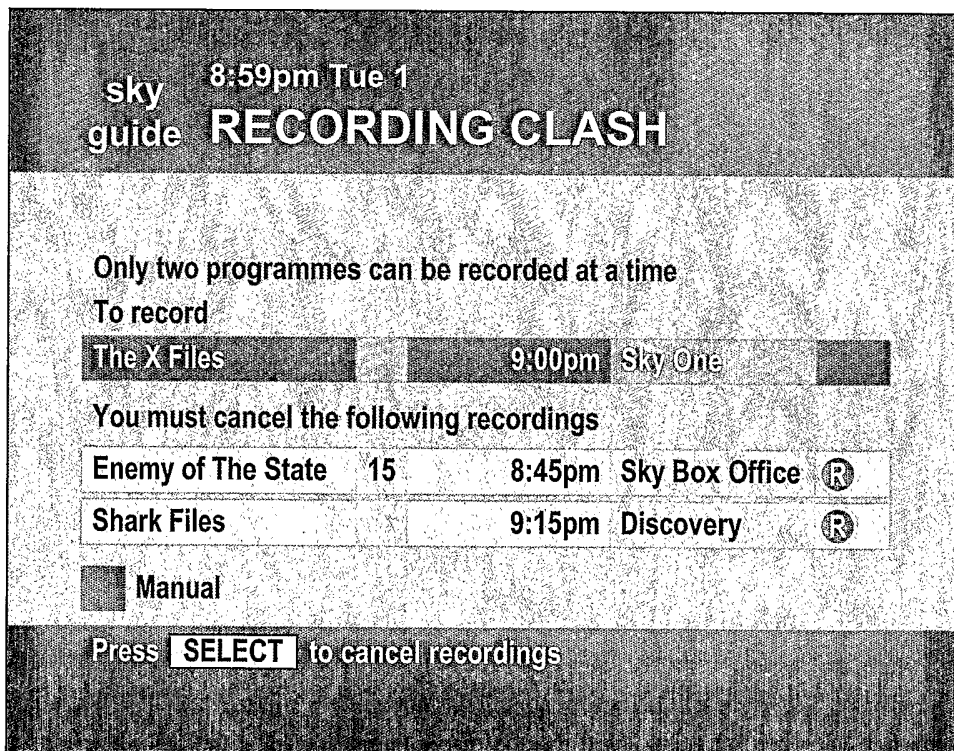 sky guide
8:59pm Tue 1
RECORDING CLASH
Only two programmes can be recorded at a time
To record
The X Files 9:00pm Sky One
You must cancel the following recordings
Enemy of The State 15 8:45pm Sky Box Office R
Shark Files 9:15pm Discovery R
Manual
Press SELECT to cancel recordings